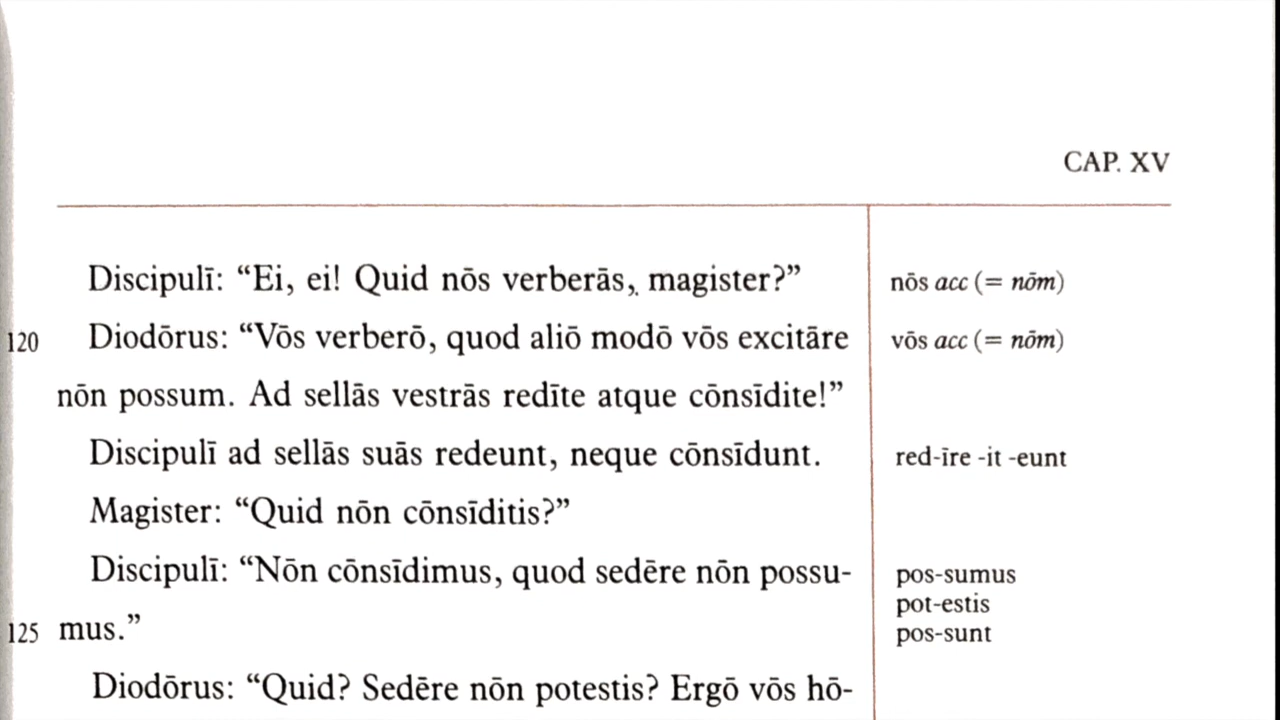 CAP. XV
Discipulī: “Ei, ei! Quid nōs verberās, magister?”
nōs acc (= nōm)
120 Diodōrus: “Vōs verberō, quod aliō modō vōs excitāre
vōs acc (= nōm)
nōn possum. Ad sellās vestrās redīte atque cōnsīdite!”
Discipulī ad sellās suās redeunt, neque cōnsīdunt.
red-īre -it -eunt
Magister: “Quid nōn cōnsīditis?”
Discipulī: “Nōn cōnsīdimus, quod sedēre nōn possu-
pos-sumus
pot-estis
125 mus.”
pos-sunt
Diodōrus: “Quid? Sedēre nōn potestis? Ergō vōs hō-